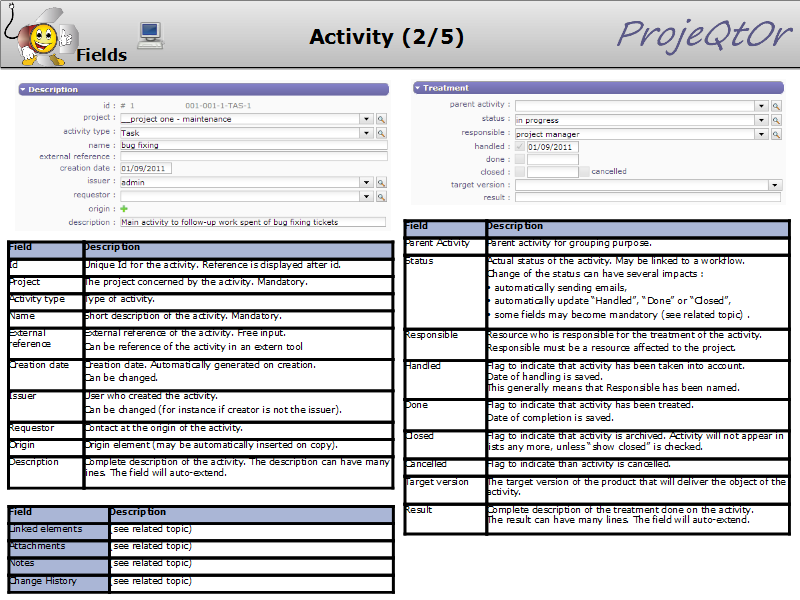 Fields
Activity (2/5)
ProjeQtOr
Description
id : # 1 001-001-1-TAS-1
project : __project one - maintenance
activity type : Task
name : bug fixing
external reference :
creation date : 01/09/2011
issuer : admin
requestor :
origin :
description : Main activity to follow-up work spent of bug fixing tickets
Field Description
Id Unique Id for the activity. Reference is displayed after id.
Project The project concerned by the activity. Mandatory.
Activity type Type of activity.
Name Short description of the activity. Mandatory.
External External reference of the activity. Free input.
reference Can be reference of the activity in an extern tool
Creation date Creation date. Automatically generated on creation.
Can be changed.
Issuer User who created the activity.
Can be changed (for instance if creator is not the issuer).
Requestor Contact at the origin of the activity.
Origin Origin element (may be automatically inserted on copy).
Description Complete description of the activity. The description can have many
lines. The field will auto-extend.
Field Description
Linked elements (see related topic)
Attachments (see related topic)
Notes (see related topic)
Change History (see related topic)
Treatment
parent activity :
status : in progress
responsible : project manager
handled : 01/09/2011
done :
closed : cancelled
target version :
result :
Field Description
Parent Activity Parent activity for grouping purpose.
Status Actual status of the activity. May be linked to a workflow.
Change of the status can have several impacts :
• automatically sending emails,
• automatically update “Handled”, “Done” or “Closed”,
• some fields may become mandatory (see related topic) .
Responsible Resource who is responsible for the treatment of the activity.
Responsible must be a resource affected to the project.
Handled Flag to indicate that activity has been taken into account.
Date of handling is saved.
This generally means that Responsible has been named.
Done Flag to indicate that activity has been treated.
Date of completion is saved.
Closed Flag to indicate that activity is archived. Activity will not appear in
lists any more, unless “show closed” is checked.
Cancelled Flag to indicate than activity is cancelled.
Target version The target version of the product that will deliver the object of the
activity.
Result Complete description of the treatment done on the activity.
The result can have many lines. The field will auto-extend.